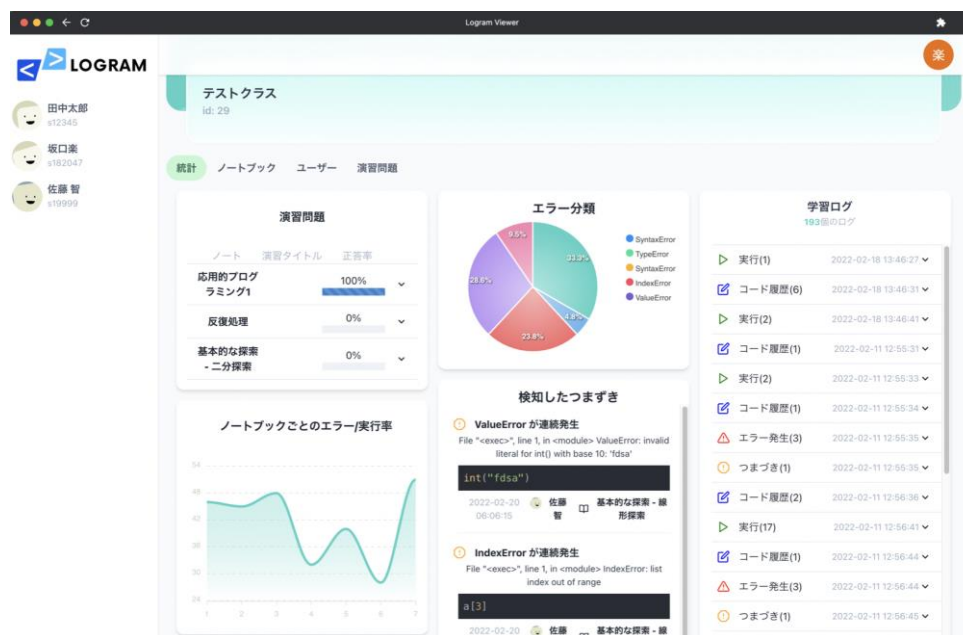 Logram Viewer
LOGRAM
楽
田中太郎
s12345
坂口楽
s182047
佐藤 智
s19999
テストクラス
id: 29
統計 ノートブック ユーザー 演習問題
演習問題
ノート 演習タイトル 正答率
応用的プログ
ラミング1
100%
反復処理
0%
基本的な探索
- 二分探索
0%
ノートブックごとのエラー/実行率
54
48
42
36
30
24
1 2 3 4 5 6 7
エラー分類
9.5%
33.3%
28.6%
4.8%
23.8%
SyntaxError
TypeError
SyntaxError
IndexError
ValueError
検知したつまずき
ValueError が連続発生
File "<exec>", line 1, in <module> ValueError: invalid
literal for int() with base 10: 'fdsa'
int("fdsa")
2022-02-20
06:06:15
佐藤
智
基本的な探索 - 線
形探索
IndexError が連続発生
File "<exec>", line 1, in <module> IndexError: list
index out of range
a[3]
2022-02-20
佐藤
基本的な探索 - 線
学習ログ
193個のログ
実行(1) 2022-02-18 13:46:27
コード履歴(6) 2022-02-18 13:46:31
実行(2) 2022-02-18 13:46:41
コード履歴(1) 2022-02-11 12:55:31
実行(2) 2022-02-11 12:55:33
コード履歴(1) 2022-02-11 12:55:34
エラー発生(3) 2022-02-11 12:55:35
つまづき(1) 2022-02-11 12:55:35
コード履歴(2) 2022-02-11 12:56:36
実行(17) 2022-02-11 12:56:41
コード履歴(1) 2022-02-11 12:56:44
エラー発生(3) 2022-02-11 12:56:44
つまづき(1) 2022-02-11 12:56:45